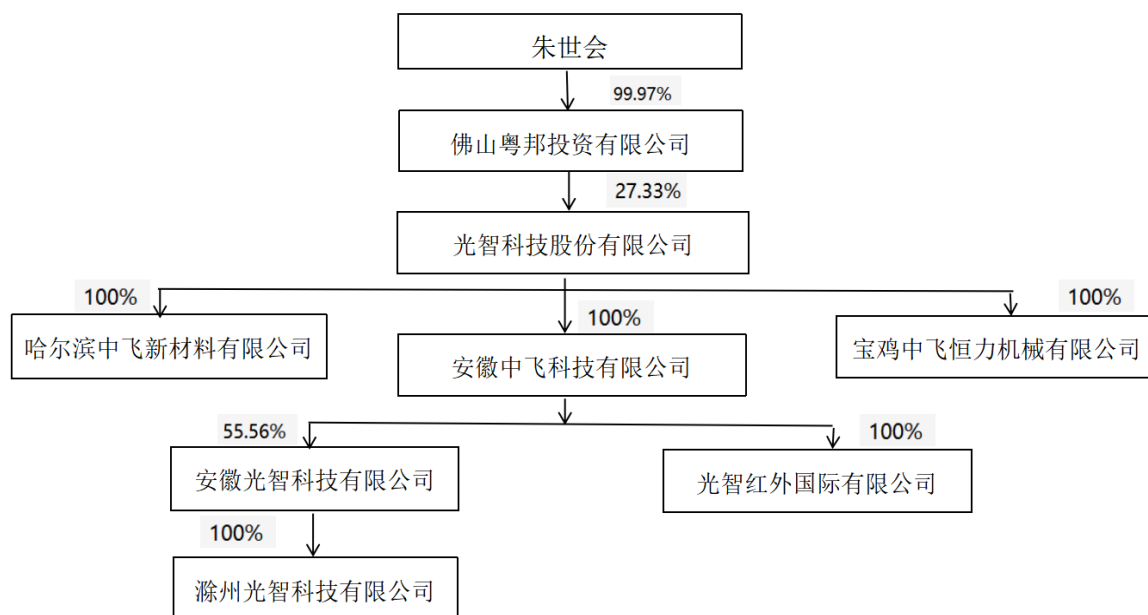 朱世会
99.97%
佛山粤邦投资有限公司
27.33%
光智科技股份有限公司
100%
100%
100%
哈尔滨中飞新材料有限公司
安徽中飞科技有限公司
宝鸡中飞恒力机械有限公司
55.56%
100%
安徽光智科技有限公司
光智红外国际有限公司
100%
滁州光智科技有限公司